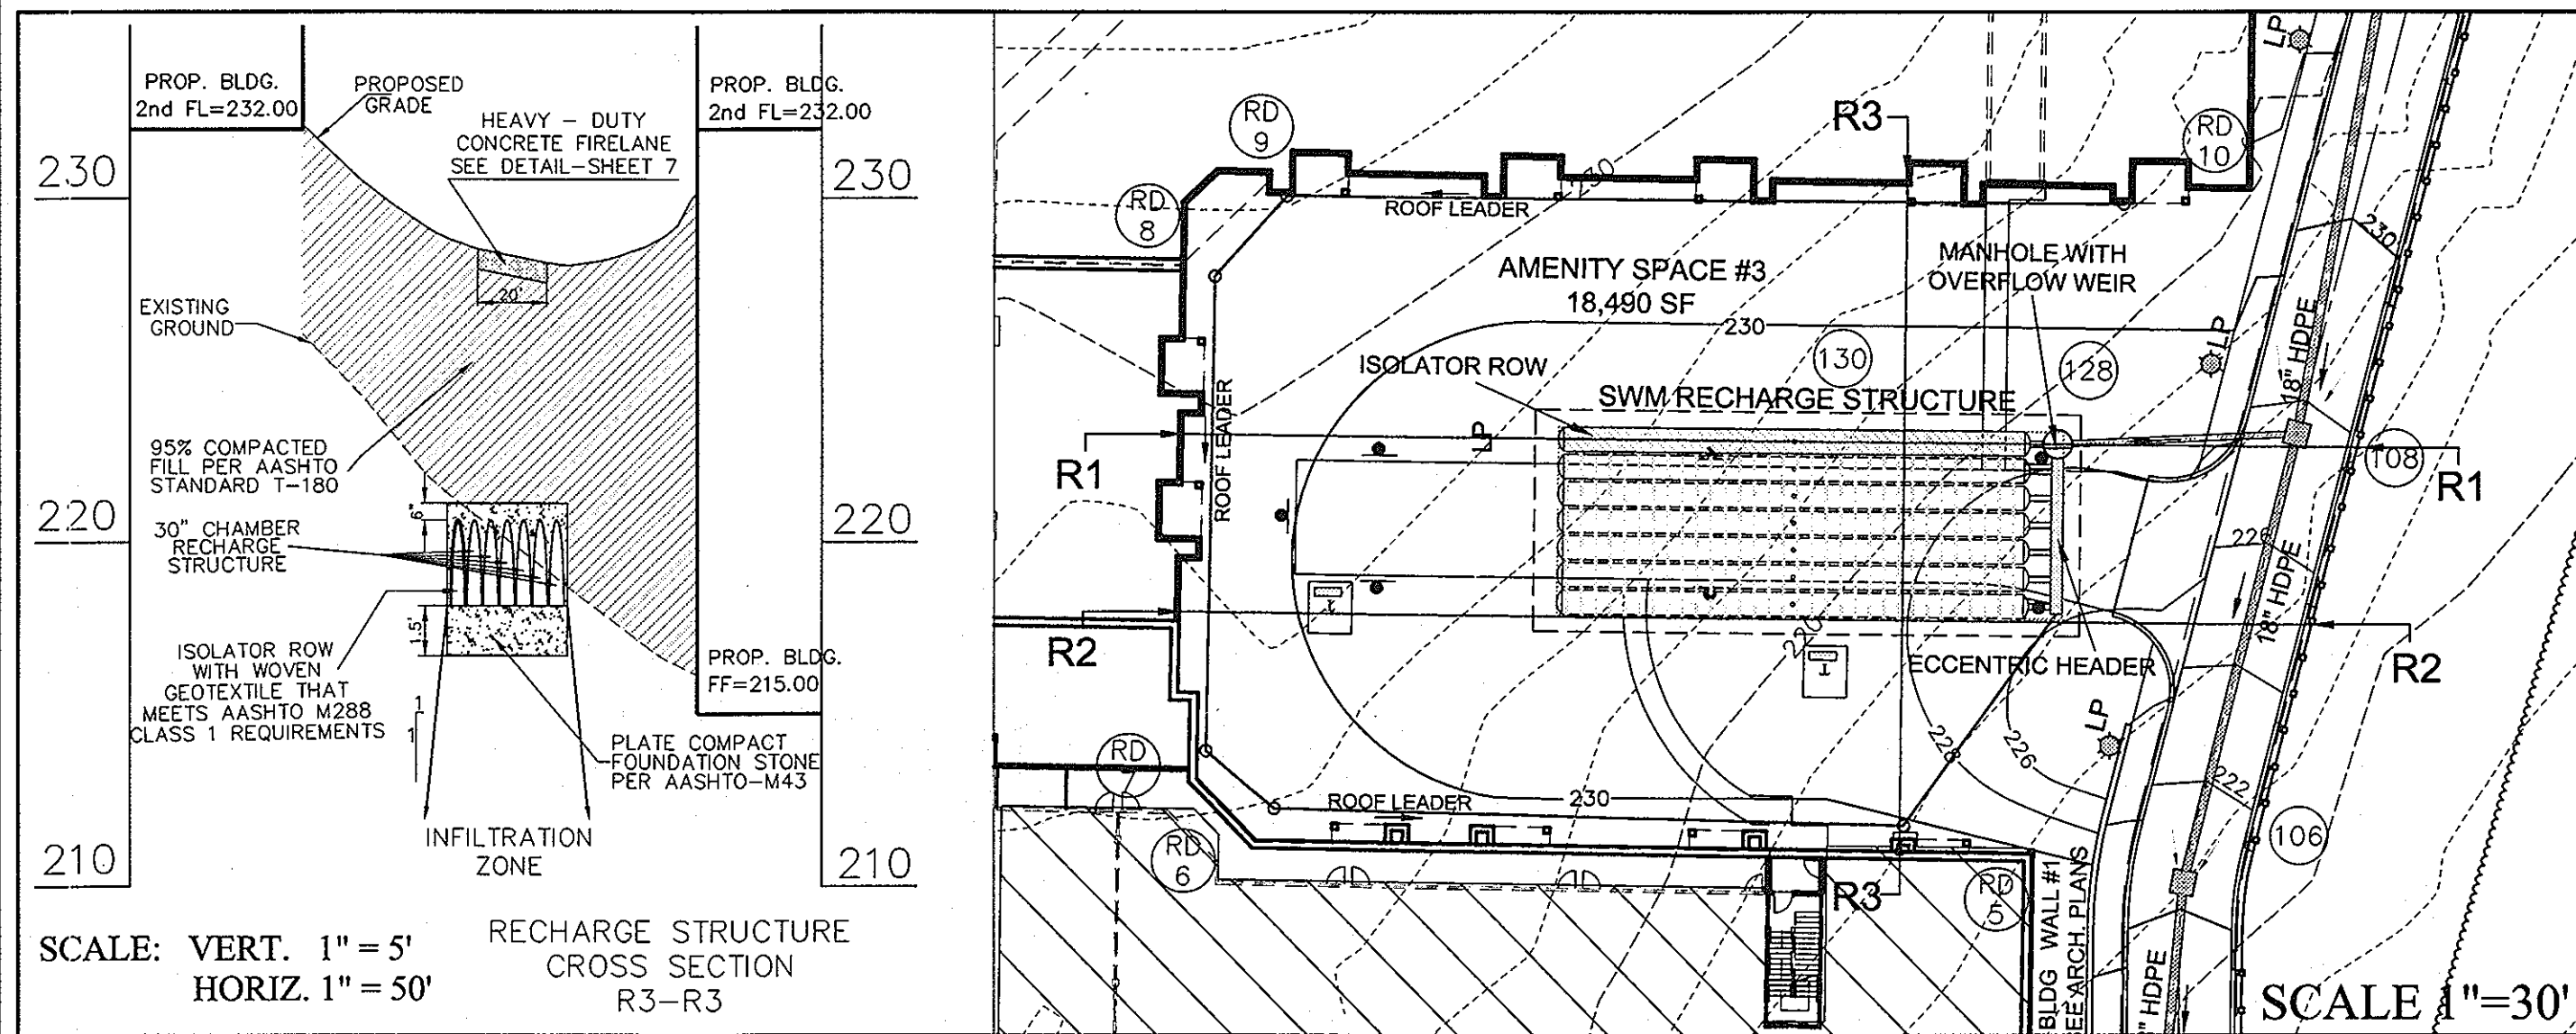 PROP. BLDG.
2nd FL=232.00
PROPOSED
GRADE
HEAVY - DUTY
CONCRETE FIRELANE
SEE DETAIL-SHEET 7
PROP. BLDG.
2nd FL=232.00
230
230
20'
EXISTING
GROUND
95% COMPACTED
FILL PER AASHTO
STANDARD T-180
220
220
6"
30" CHAMBER
RECHARGE
STRUCTURE
1.5'
ISOLATOR ROW
WITH WOVEN
GEOTEXTILE THAT
MEETS AASHTO M288
CLASS 1 REQUIREMENTS
1
1
PROP. BLDG.
FF=215.00
PLATE COMPACT
FOUNDATION STONE
PER AASHTO-M43
INFILTRATION
ZONE
210
210
SCALE: VERT. 1" = 5'
HORIZ. 1" = 50'
RECHARGE STRUCTURE
CROSS SECTION
R3-R3
LP
RD
9
R3
RD
10
RD
8
230
ROOF LEADER
230
MANHOLE WITH
OVERFLOW WEIR
AMENITY SPACE #3
18,490 SF
230
18" HDPE
LP
130
128
ISOLATOR ROW
SWM RECHARGE STRUCTURE
ROOF LEADER
R1
108
R1
226
18" HDPE
R2
220
ECCENTRIC HEADER
R2
LP
228
226
222
RD
7
ROOF LEADER
230
106
RD
6
R3
RD
5
BLDG WALL #1
SEE ARCH. PLANS
" HDPE
SCALE 1"=30'